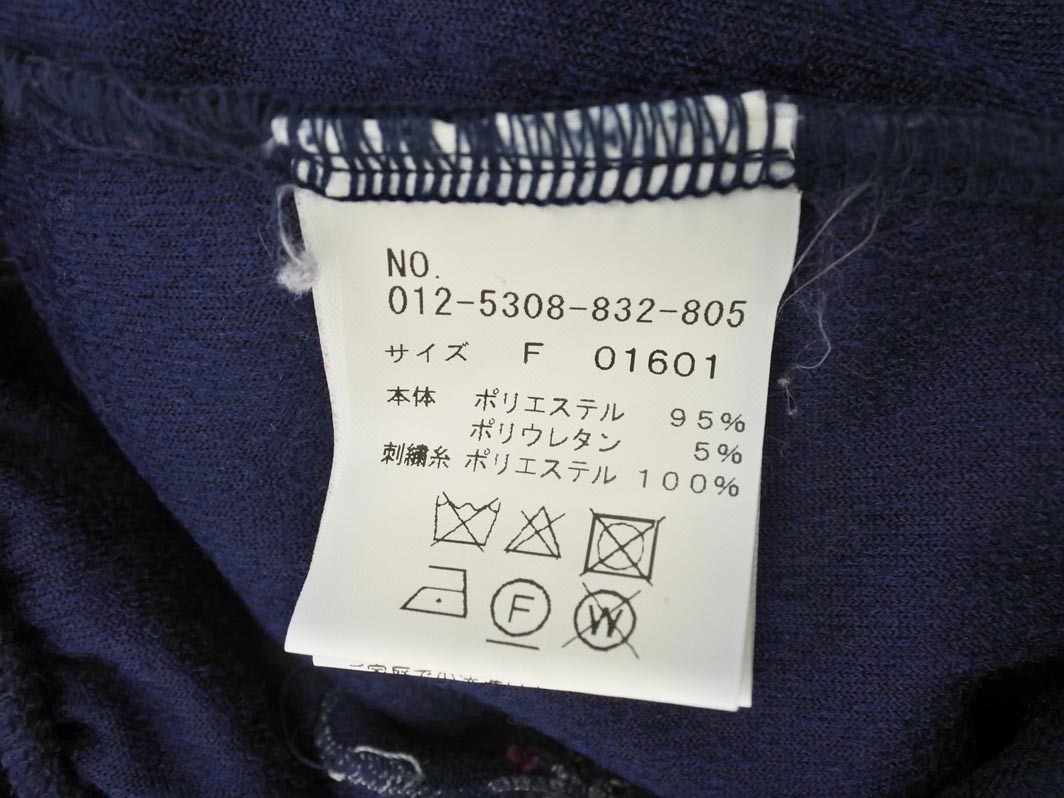 NO.
012-5308-832-805
サイズ F 01601
本体 ポリエステル 95%
ポリウレタン 5%
刺繍糸 ポリエステル 100%
F W